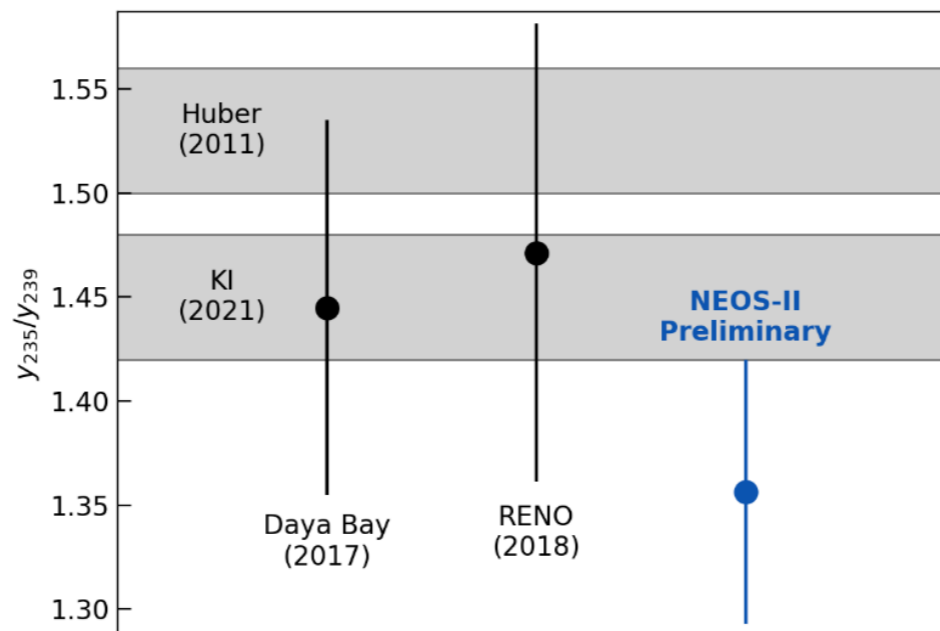 1.55
1.50
1.45
1.40
1.35
1.30
y235/y239
Huber
(2011)
KI
(2021)
NEOS-II
Preliminary
Daya Bay
(2017)
RENO
(2018)